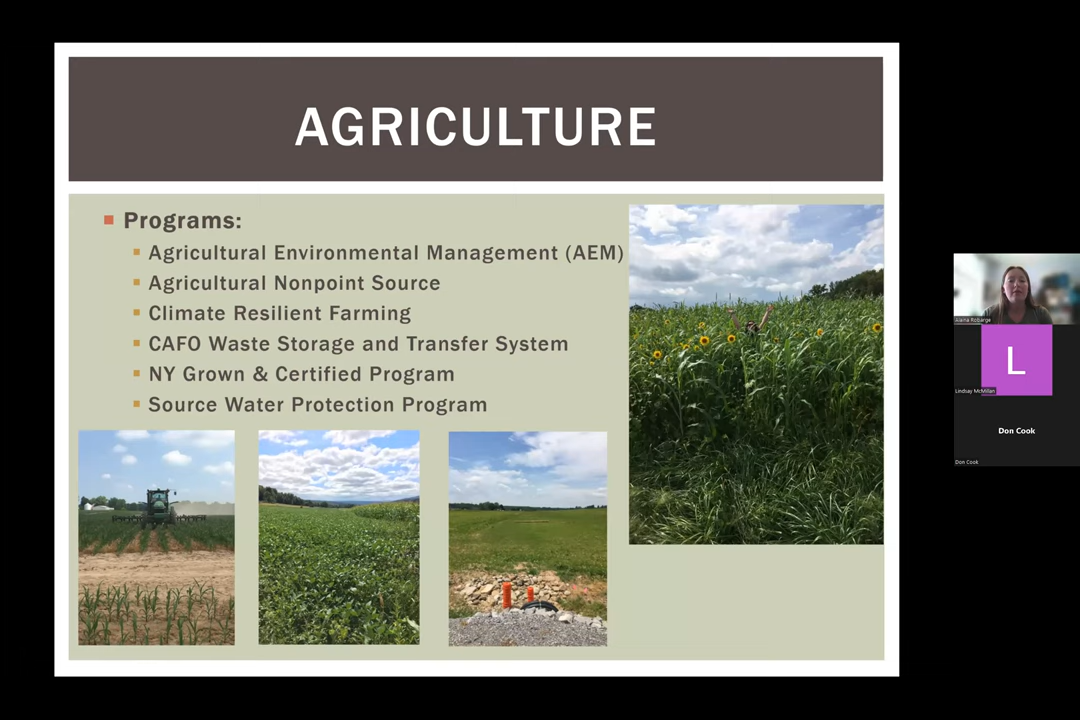 AGRICULTURE
Programs:
Agricultural Environmental Management (AEM)
Agricultural Nonpoint Source
Climate Resilient Farming
CAFO Waste Storage and Transfer System
NY Grown & Certified Program
Source Water Protection Program
Alaina Robarge
L
Lindsay McMillan
Don Cook
Don Cook